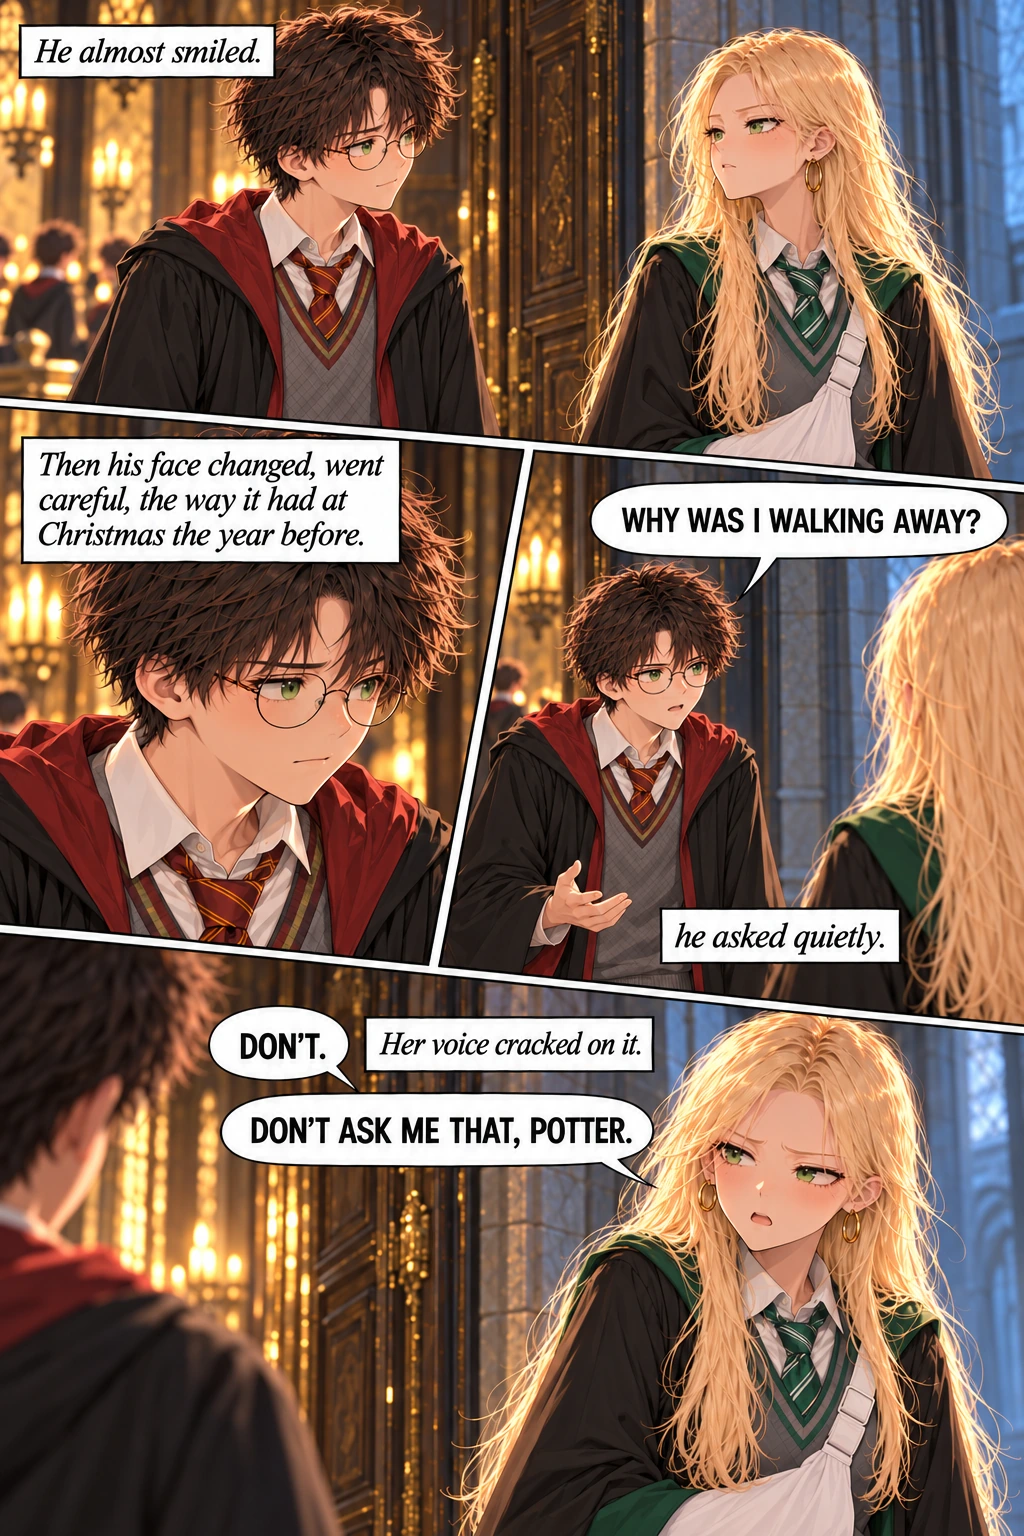 He almost smiled.
Then his face changed, went
careful, the way it had at
Christmas the year before.
WHY WAS I WALKING AWAY?
he asked quietly.
DON'T.
Her voice cracked on it.
DON'T ASK ME THAT, POTTER.